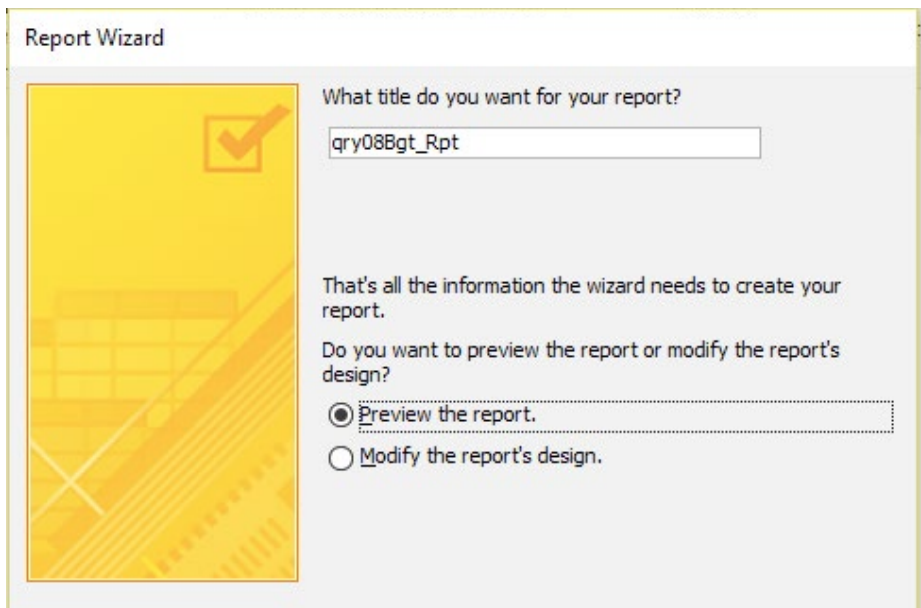 Report Wizard
What title do you want for your report?
qry08Bgt_Rpt
That's all the information the wizard needs to create your
report.
Do you want to preview the report or modify the report's
design?
Preview the report.
Modify the report's design.